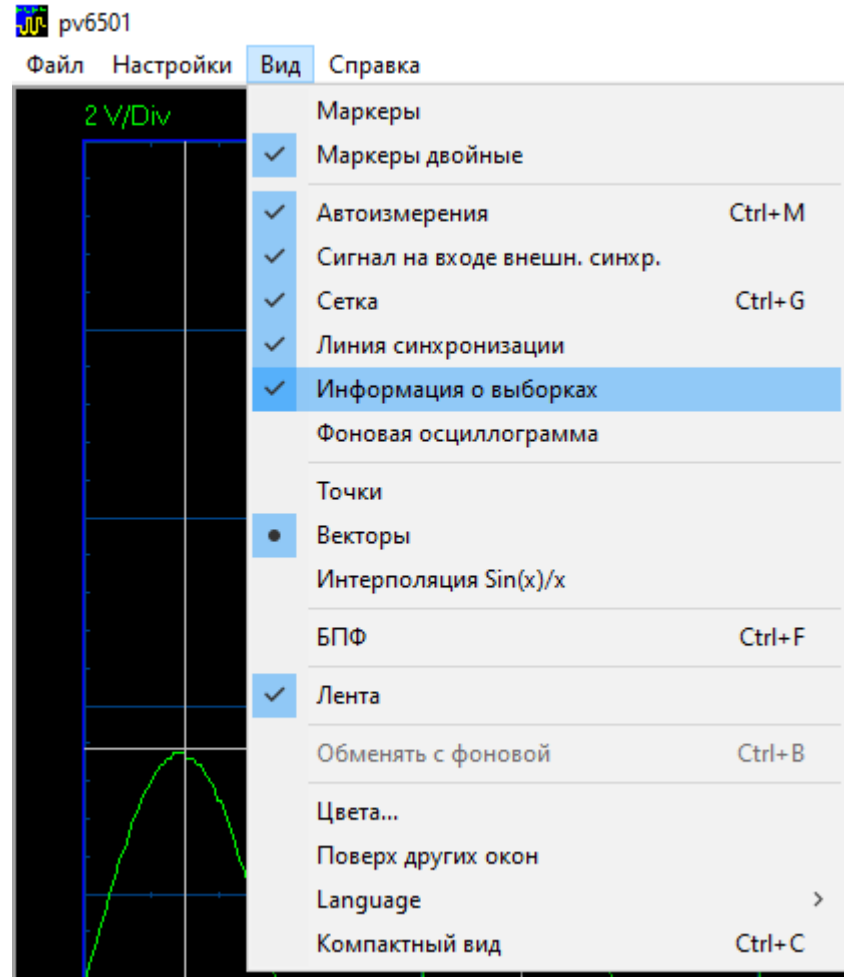 pv6501
Файл Настройки Вид Справка
2 V/Div
Маркеры
Маркеры двойные
Автоизмерения Ctrl+M
Сигнал на входе внешн. синхр.
Сетка Ctrl+G
Линия синхронизации
Информация о выборках
Фоновая осциллограмма
Точки
Векторы
Интерполяция Sin(x)/x
БПФ Ctrl+F
Лента
Обменять с фоновой Ctrl+B
Цвета...
Поверх других окон
Language
Компактный вид Ctrl+C